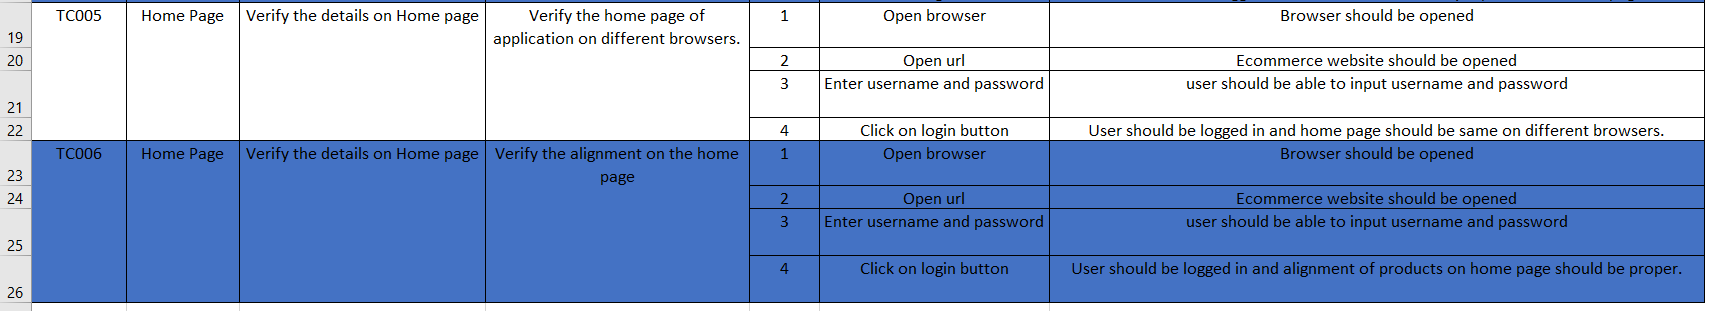 19 TC005 Home Page Verify the details on Home page Verify the home page of application on different browsers. 1 Open browser Browser should be opened
20 2 Open url Ecommerce website should be opened
21 3 Enter username and password user should be able to input username and password
22 4 Click on login button User should be logged in and home page should be same on different browsers.
23 TC006 Home Page Verify the details on Home page Verify the alignment on the home page 1 Open browser Browser should be opened
24 2 Open url Ecommerce website should be opened
25 3 Enter username and password user should be able to input username and password
26 4 Click on login button User should be logged in and alignment of products on home page should be proper.